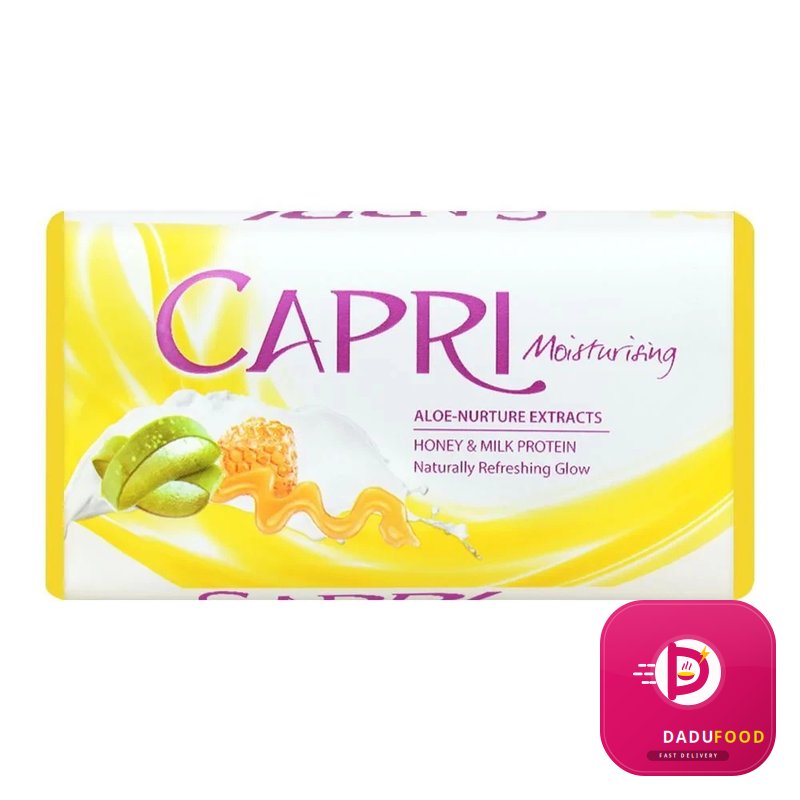 CAPRI Moisturising
ALOE-NURTURE EXTRACTS
HONEY & MILK PROTEIN
Naturally Refreshing Glow
DADUFOOD
FAST DELIVERY